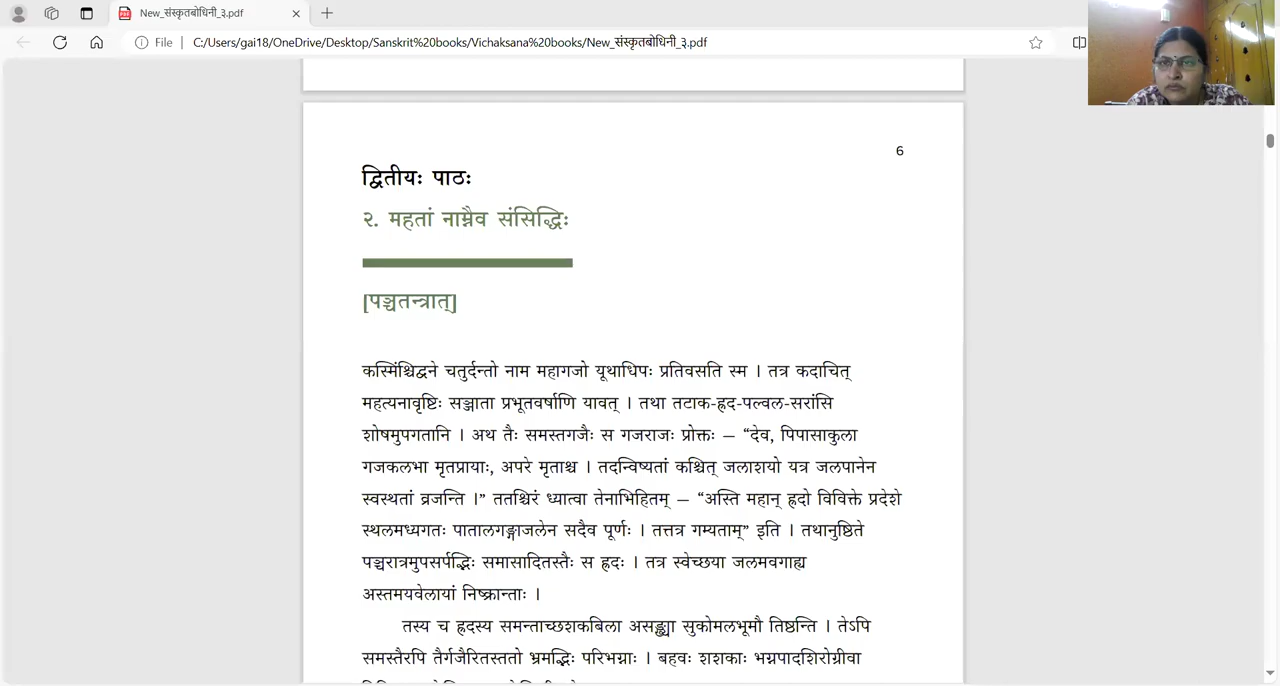 New_संस्कृतबोधिनी_३.pdf
File
C:/Users/gai18/OneDrive/Desktop/Sanskrit%20books/Vichaksana%20books/New_संस्कृतबोधिनी_३.pdf
6
द्वितीयः पाठः
२. महतां नाम्नैव संसिद्धिः
[पञ्चतन्त्रात्]
कस्मिंश्चिद्वने चतुर्दन्तो नाम महागजो यूथाधिपः प्रतिवसति स्म । तत्र कदाचित्
महत्यनावृष्टिः सञ्जाता प्रभूतवर्षाणि यावत् । तथा तटाक-ह्रद-पल्वल-सरांसि
शोषमुपगतानि । अथ तैः समस्तगजैः स गजराजः प्रोक्तः – “देव, पिपासाकुला
गजकलभा मृतप्रायाः, अपरे मृताश्च । तदन्विष्यतां कश्चित् जलाशयो यत्र जलपानेन
स्वस्थतां व्रजन्ति ।” ततश्चिरं ध्यात्वा तेनाभिहितम् – “अस्ति महान् ह्रदो विविक्ते प्रदेशे
स्थलमध्यगतः पातालगङ्गाजलेन सदैव पूर्णः । तत्तत्र गम्यताम्” इति । तथानुष्ठिते
पञ्चरात्रमुपसर्पद्भिः समासादितस्तैः स ह्रदः । तत्र स्वेच्छया जलमवगाह्य
अस्तमयवेलायां निष्क्रान्ताः ।
तस्य च ह्रदस्य समन्ताच्छशकबिला असङ्ख्या सुकोमलभूमौ तिष्ठन्ति । तेऽपि
समस्तैरपि तैर्गजैरितस्ततो भ्रमद्भिः परिभग्नाः । बहवः शशकाः भग्नपादशिरोग्रीवा